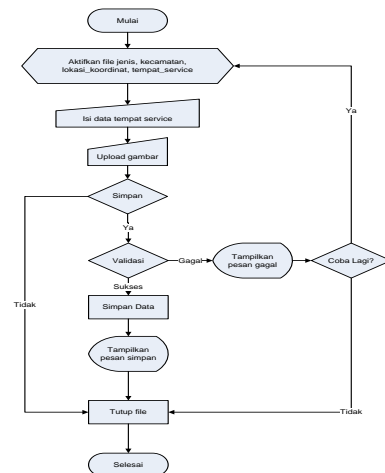 Mulai
Aktifkan file jenis, kecamatan,
lokasi_koordinat, tempat_service
Ya
Isi data tempat service
Upload gambar
Simpan
Ya
Validasi
Gagal
Tampilkan
pesan gagal
Coba Lagi?
Sukses
Tidak
Simpan Data
Tampilkan
pesan simpan
Tutup file
Tidak
Selesai